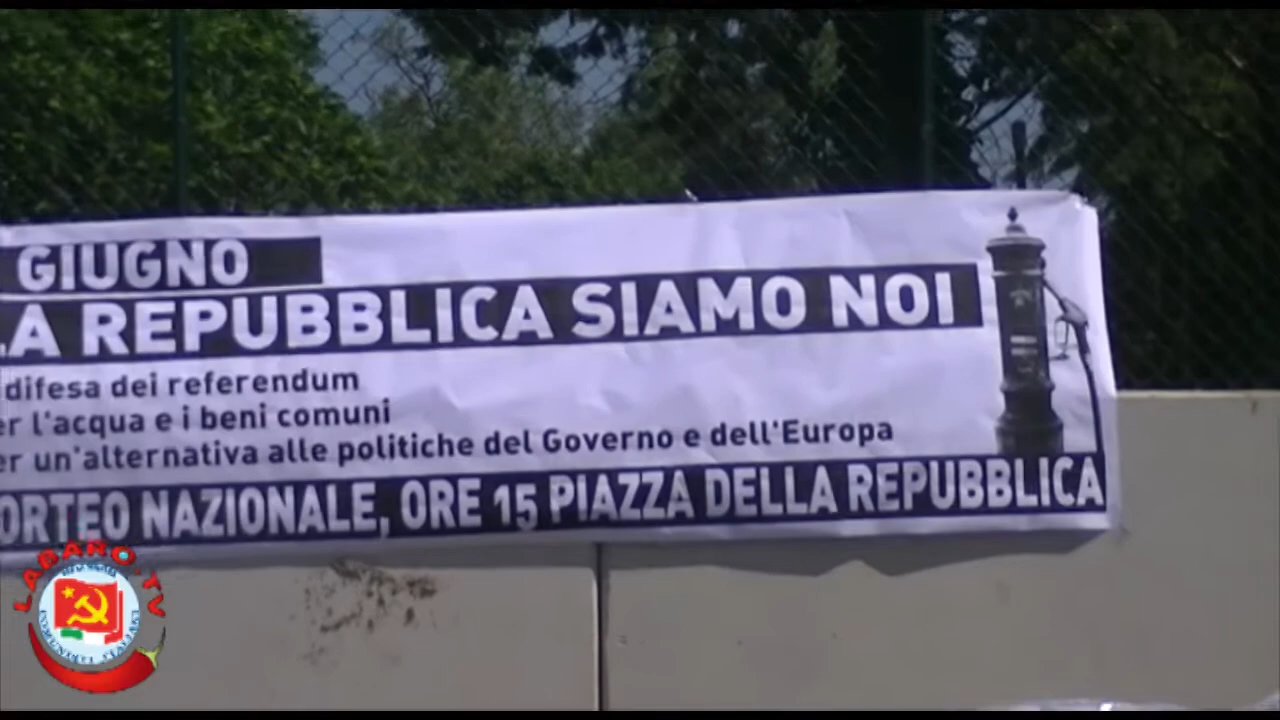 GIUGNO
LA REPUBBLICA SIAMO NOI
difesa dei referendum
er l'acqua e i beni comuni
er un'alternativa alle politiche del Governo e dell'Europa
ORTEO NAZIONALE, ORE 15 PIAZZA DELLA REPUBBLICA
LABARO.TV